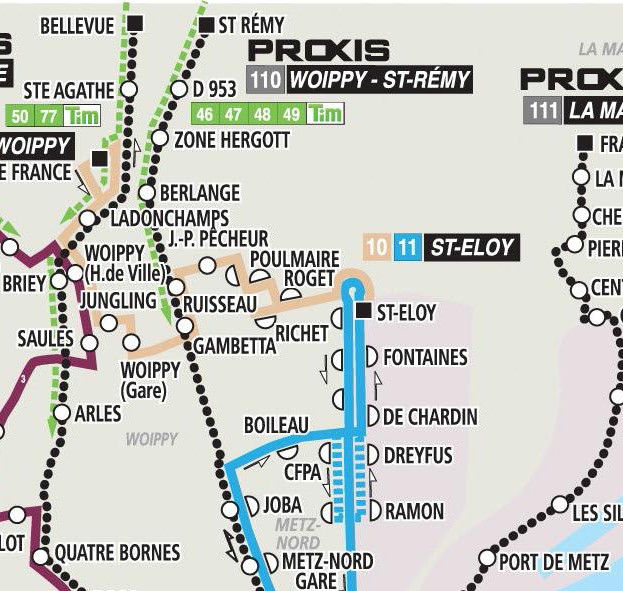 BELLEVUE
ST RÉMY
PROXIS
110 WOIPPY - ST-RÉMY
STE AGATHE
D 953
50 77 Tim
46 47 48 49 Tim
WOIPPY
ZONE HERGOTT
E FRANCE
BERLANGE
LADONCHAMPS
J.-P. PÊCHEUR
WOIPPY
(H.de Ville)
POULMAIRE
ROGET
10 11 ST-ELOY
BRIEY
JUNGLING
RUISSEAU
ST-ELOY
SAULES
GAMBETTA
RICHET
WOIPPY
(Gare)
FONTAINES
3
ARLES
WOIPPY
BOILEAU
DE CHARDIN
CFPA
DREYFUS
JOBA
METZ-
NORD
RAMON
LOT
QUATRE BORNES
METZ-NORD
GARE
LA MA
PROX
111 LA MA
FRA
LA M
CHE
PIER
CENT
LES SIL
PORT DE METZ